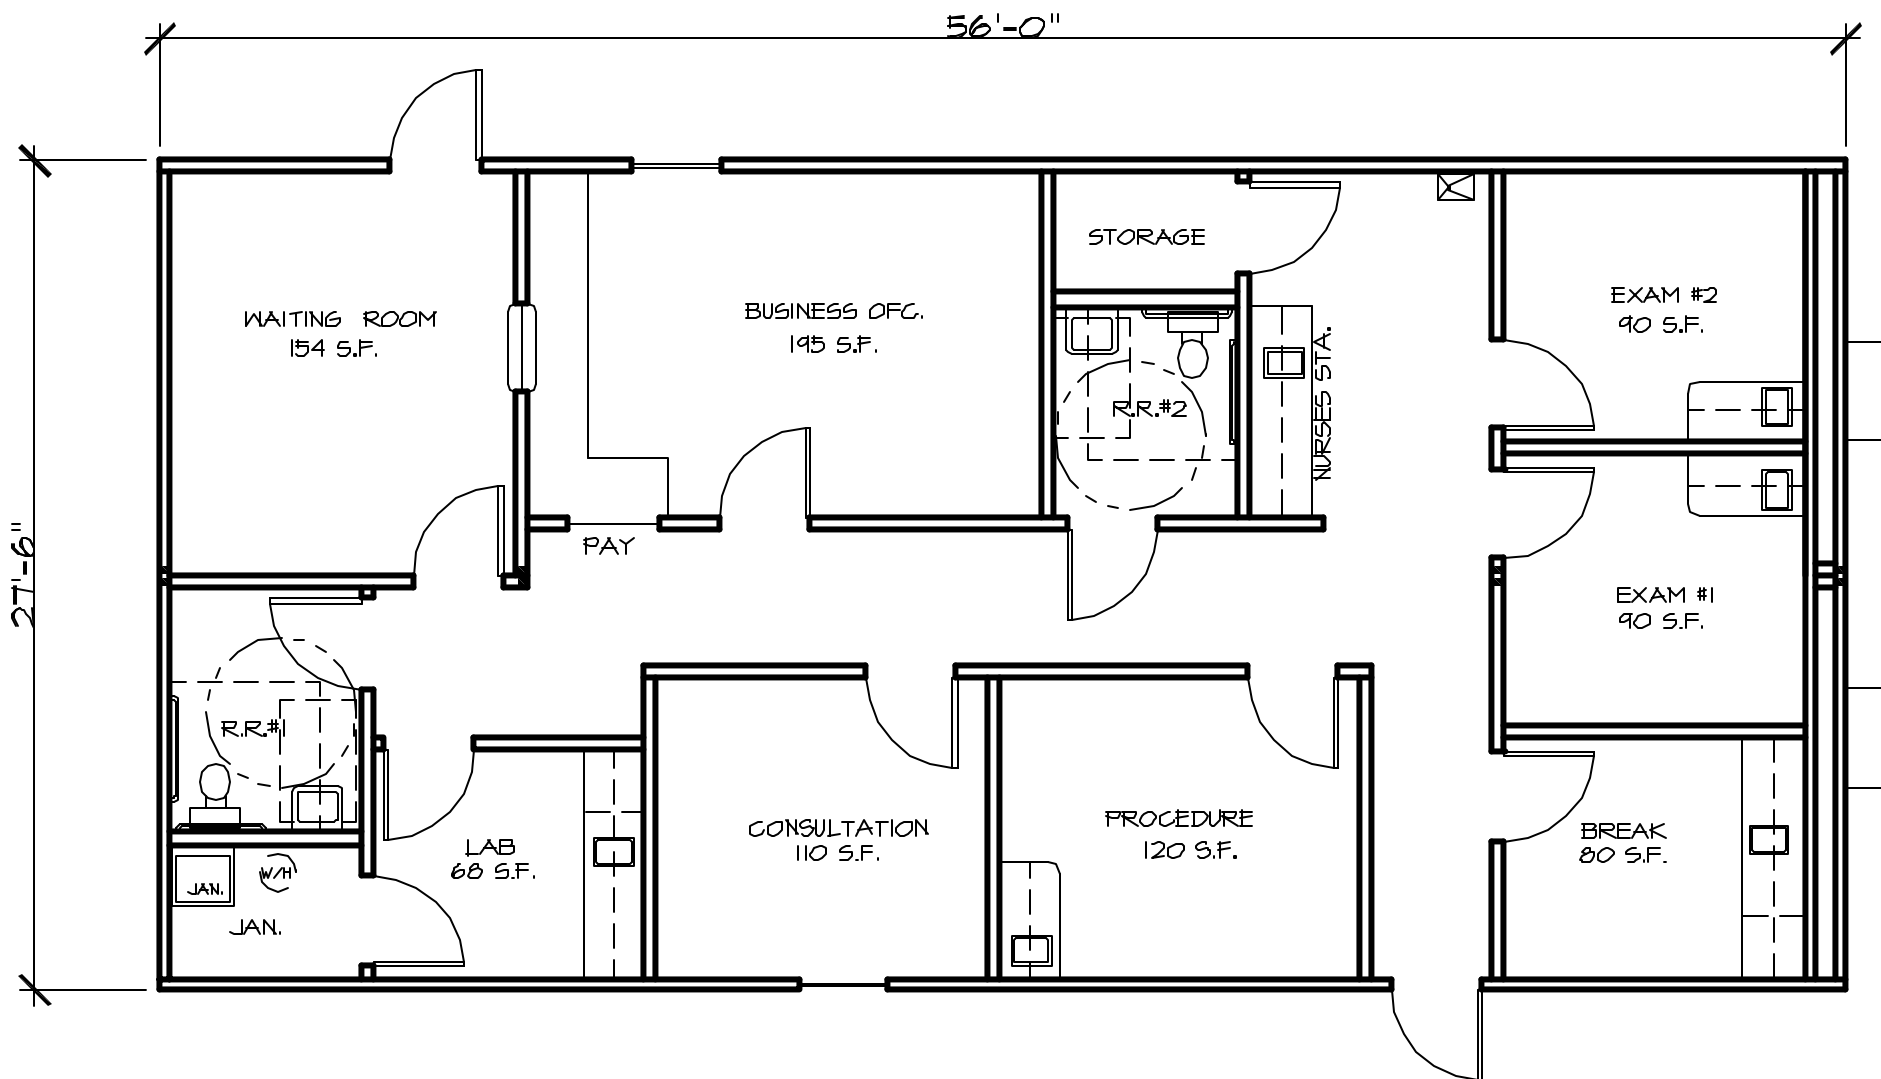 56'-0"
27'-6"
WAITING ROOM
154 S.F.
BUSINESS OFC.
195 S.F.
STORAGE
EXAM #2
90 S.F.
R.R.#2
NURSES STA.
PAY
EXAM #1
90 S.F.
R.R.#1
LAB
68 S.F.
CONSULTATION
110 S.F.
PROCEDURE
120 S.F.
BREAK
80 S.F.
W/H
JAN.
JAN.